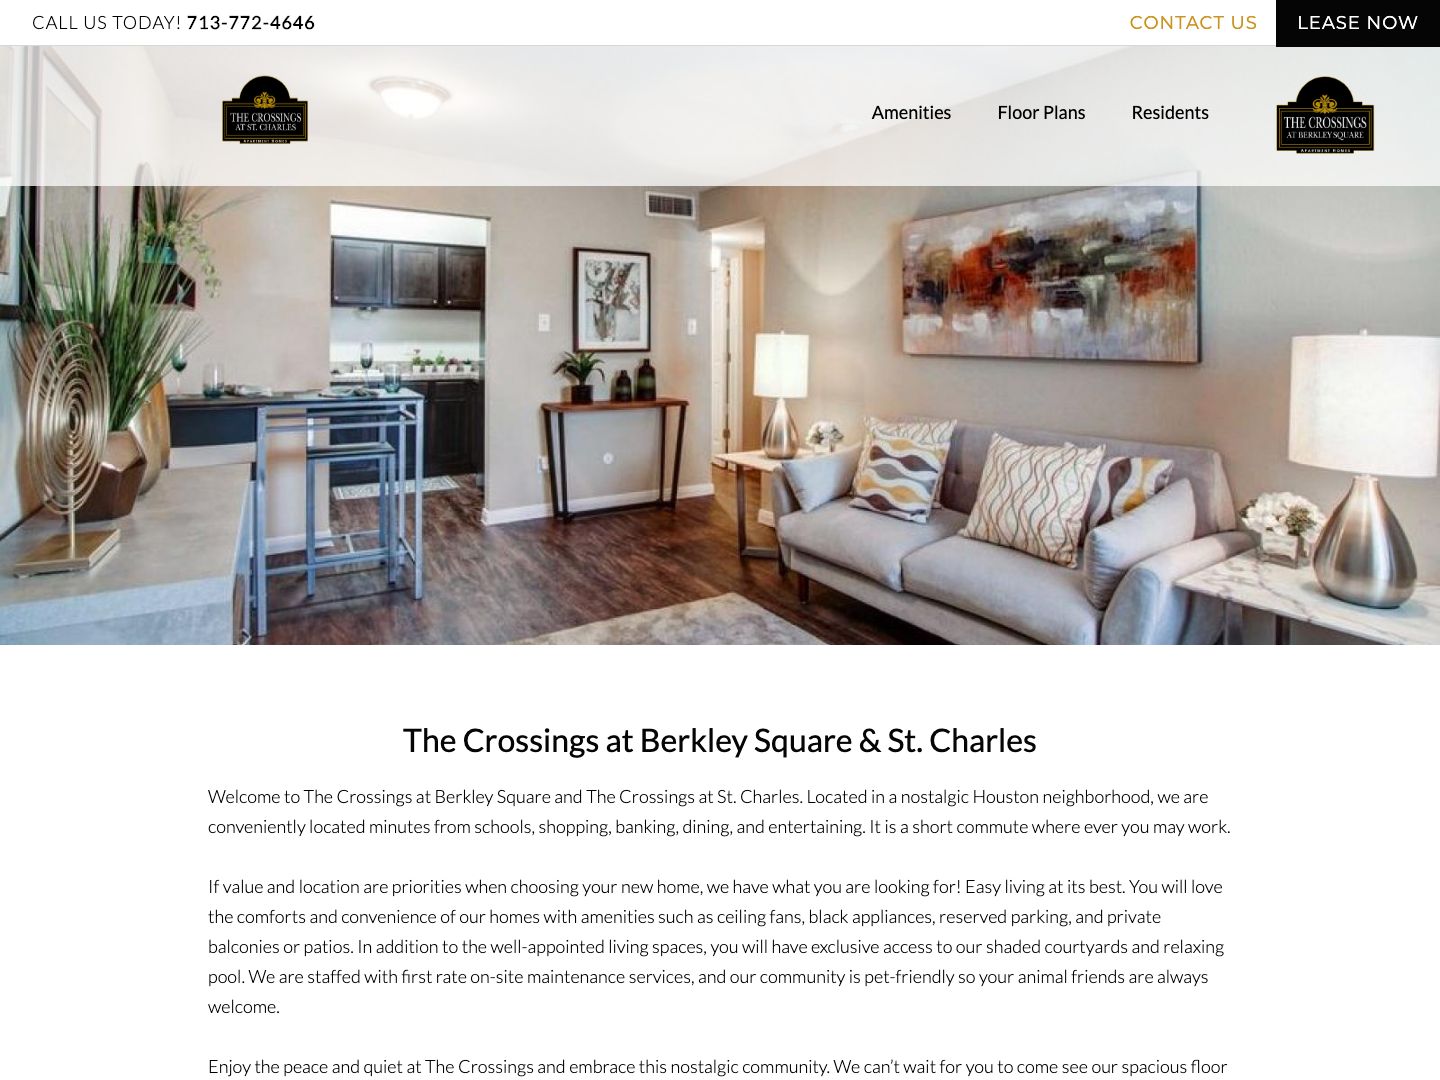 CALL US TODAY! 713-772-4646
CONTACT US
LEASE NOW
THE CROSSINGS
AT ST. CHARLES
APARTMENT HOMES
Amenities
Floor Plans
Residents
THE CROSSINGS
AT BERKLEY SQUARE
APARTMENT HOMES
The Crossings at Berkley Square & St. Charles
Welcome to The Crossings at Berkley Square and The Crossings at St. Charles. Located in a nostalgic Houston neighborhood, we are
conveniently located minutes from schools, shopping, banking, dining, and entertaining. It is a short commute where ever you may work.
If value and location are priorities when choosing your new home, we have what you are looking for! Easy living at its best. You will love
the comforts and convenience of our homes with amenities such as ceiling fans, black appliances, reserved parking, and private
balconies or patios. In addition to the well-appointed living spaces, you will have exclusive access to our shaded courtyards and relaxing
pool. We are staffed with first rate on-site maintenance services, and our community is pet-friendly so your animal friends are always
welcome.
Enjoy the peace and quiet at The Crossings and embrace this nostalgic community. We can’t wait for you to come see our spacious floor